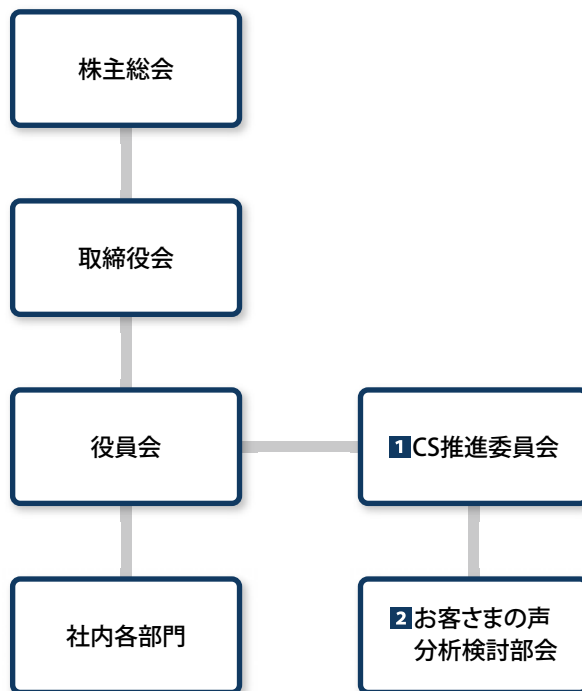 株主総会
取締役会
役員会
1 CS推進委員会
社内各部門
2 お客さまの声
分析検討部会